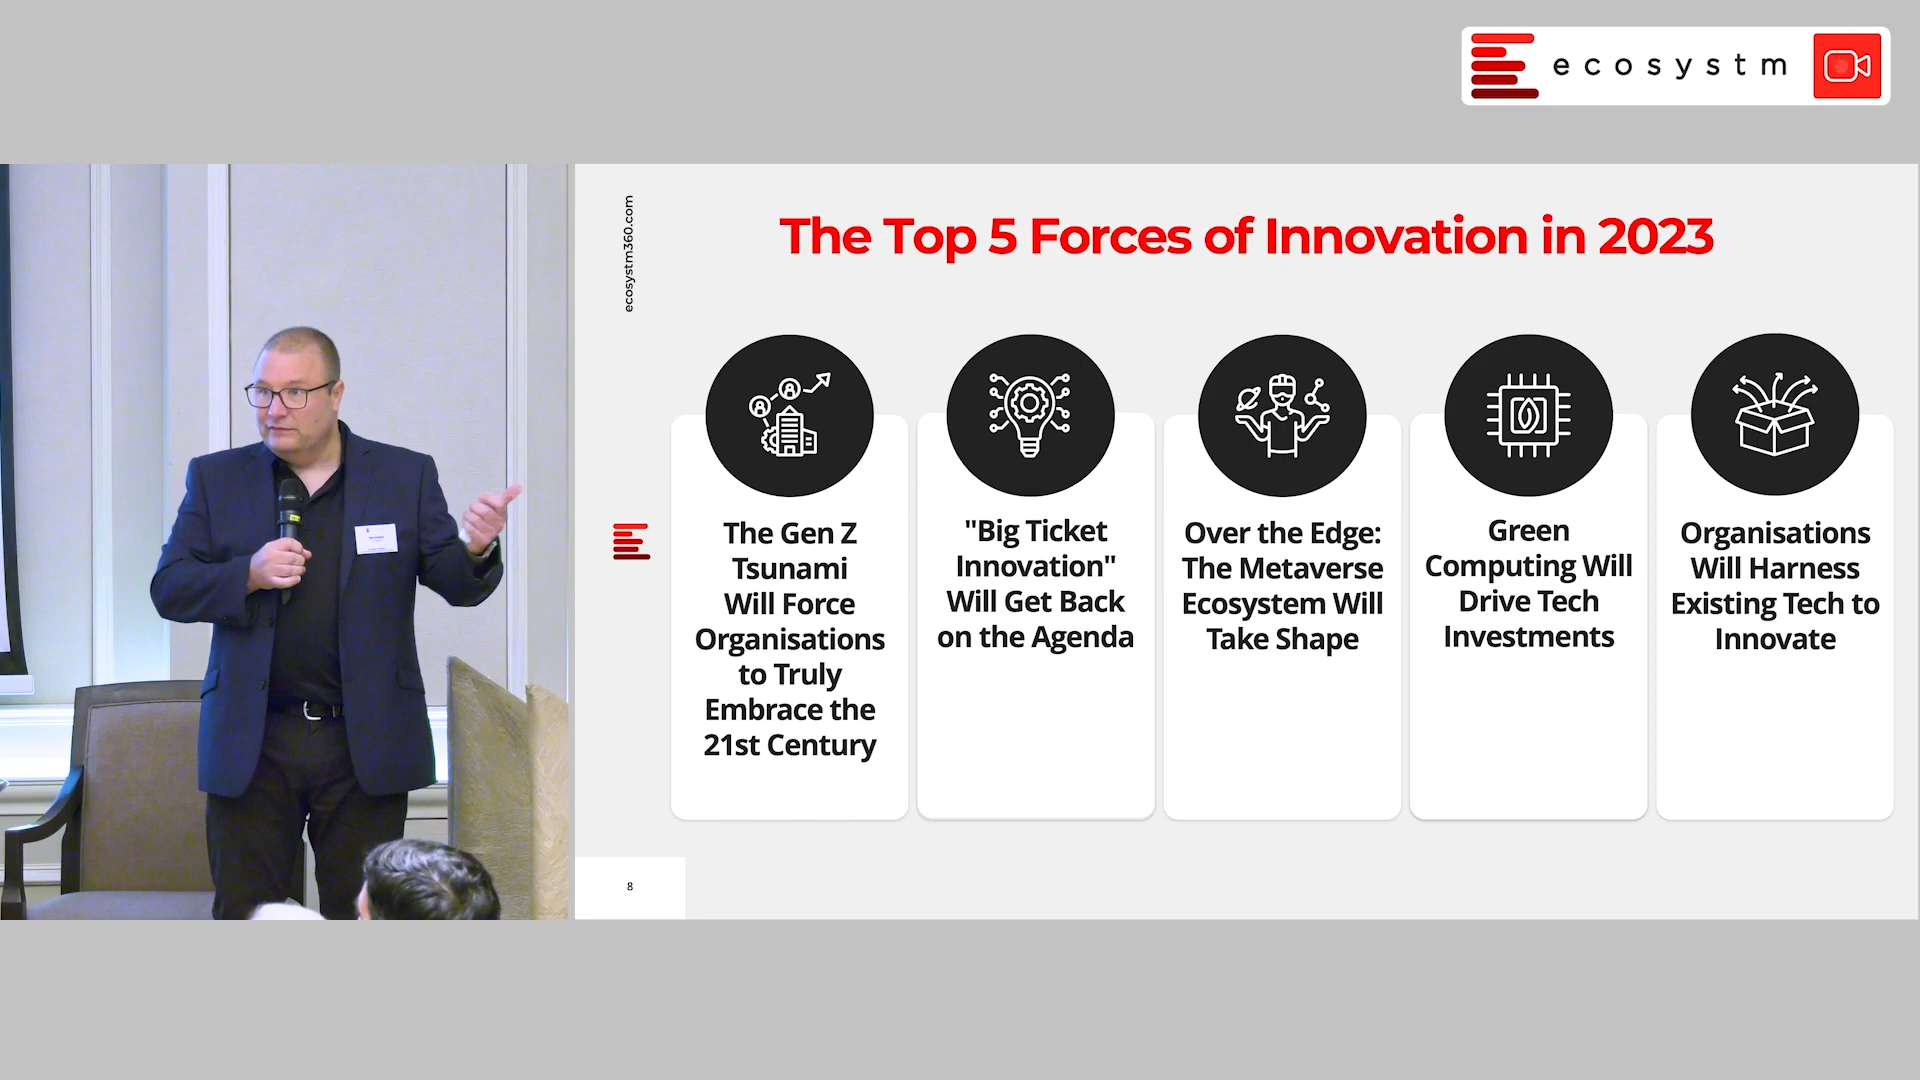 ecosystm
ecosystm360.com
The Top 5 Forces of Innovation in 2023
The Gen Z
Tsunami
Will Force
Organisations
to Truly
Embrace the
21st Century
"Big Ticket
Innovation"
Will Get Back
on the Agenda
Over the Edge:
The Metaverse
Ecosystem Will
Take Shape
Green
Computing Will
Drive Tech
Investments
Organisations
Will Harness
Existing Tech to
Innovate
8